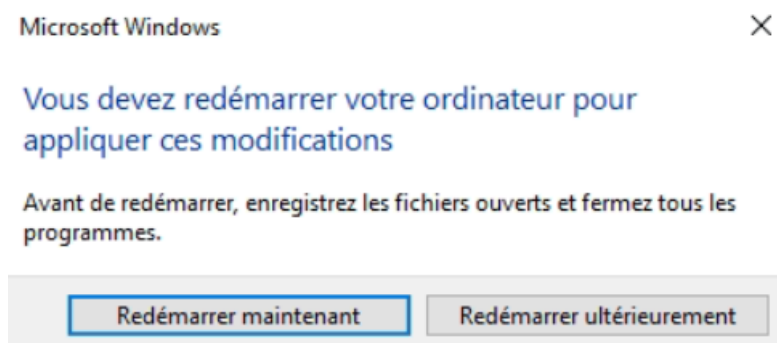 Microsoft Windows
Vous devez redémarrer votre ordinateur pour
appliquer ces modifications
Avant de redémarrer, enregistrez les fichiers ouverts et fermez tous les
programmes.
Redémarrer maintenant
Redémarrer ultérieurement